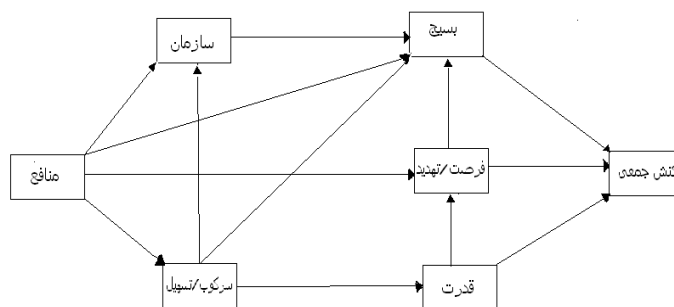 بسیج
سازمان
منافع
فرصت/تهدید
کنش جمعی
سرکوب/تسهیل
قدرت